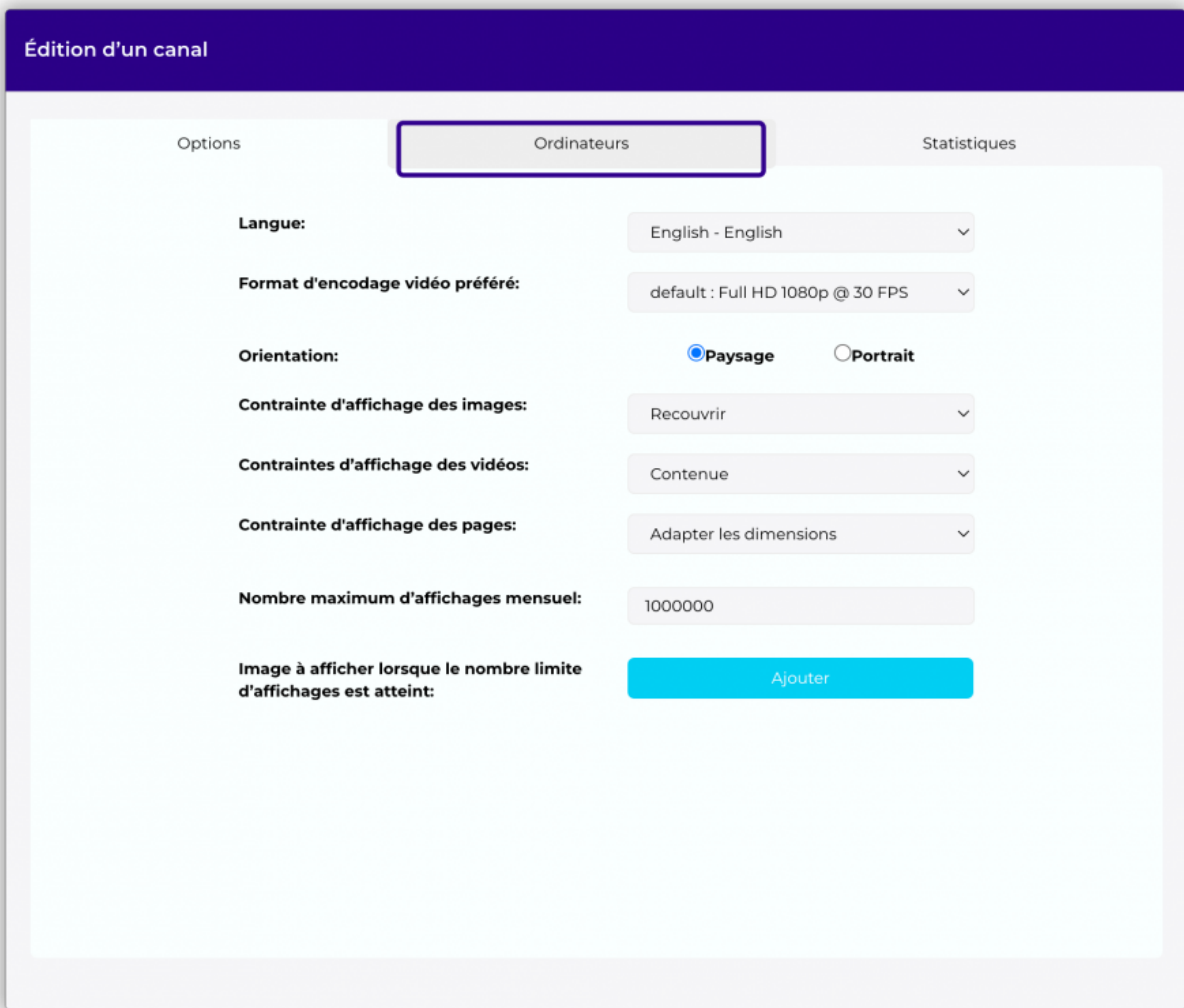 Édition d’un canal
Options
Ordinateurs
Statistiques
Langue:
English - English
Format d'encodage vidéo préféré:
default : Full HD 1080p @ 30 FPS
Orientation:
Paysage
Portrait
Contrainte d'affichage des images:
Recouvrir
Contraintes d’affichage des vidéos:
Contenue
Contrainte d'affichage des pages:
Adapter les dimensions
Nombre maximum d’affichages mensuel:
1000000
Image à afficher lorsque le nombre limite
d’affichages est atteint:
Ajouter